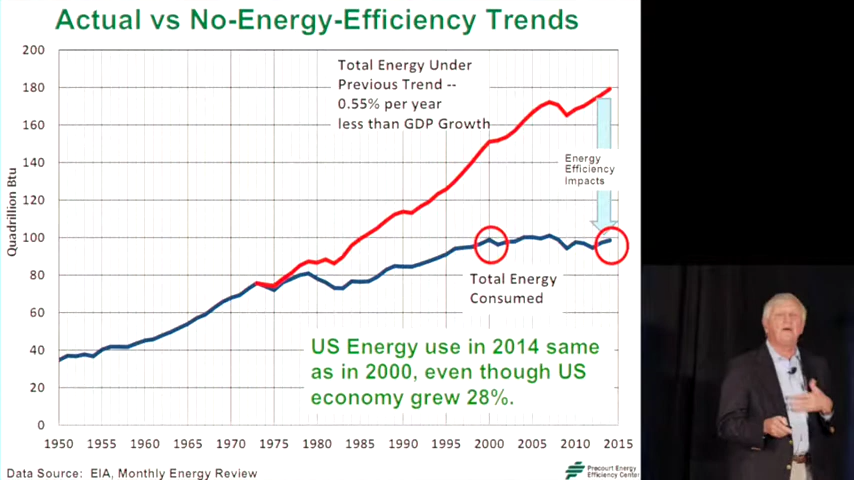 Actual vs No-Energy-Efficiency Trends
200
180
160
140
120
100
80
60
40
20
0
Quadrillion Btu
Total Energy Under
Previous Trend --
0.55% per year
less than GDP Growth
Energy
Efficiency
Impacts
Total Energy
Consumed
US Energy use in 2014 same
as in 2000, even though US
economy grew 28%.
1950 1955 1960 1965 1970 1975 1980 1985 1990 1995 2000 2005 2010 2015
Data Source: EIA, Monthly Energy Review
Precourt Energy
Efficiency Center